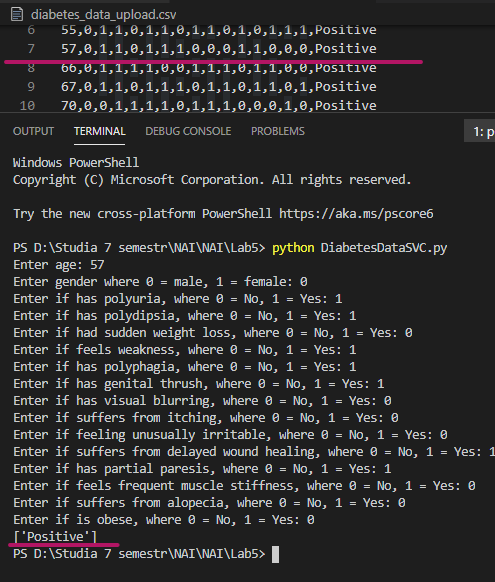 diabetes_data_upload.csv
6 55,0,1,1,0,1,1,0,1,1,0,1,0,1,1,1,Positive
7 57,0,1,1,0,1,1,1,0,0,0,1,1,0,0,0,Positive
8 66,0,1,1,1,1,0,0,1,1,1,0,1,1,0,0,Positive
9 67,0,1,1,0,1,1,1,0,1,1,0,1,1,0,1,Positive
10 70,0,0,1,1,1,1,0,1,1,1,0,0,0,1,0,Positive
OUTPUT TERMINAL DEBUG CONSOLE PROBLEMS 1: p
Windows PowerShell
Copyright (C) Microsoft Corporation. All rights reserved.
Try the new cross-platform PowerShell https://aka.ms/pscore6
PS D:\Studia 7 semestr\NAI\NAI\Lab5> python DiabetesDataSVC.py
Enter age: 57
Enter gender where 0 = male, 1 = female: 0
Enter if has polyuria, where 0 = No, 1 = Yes: 1
Enter if has polydipsia, where 0 = No, 1 = Yes: 1
Enter if had sudden weight loss, where 0 = No, 1 = Yes: 0
Enter if feels weakness, where 0 = No, 1 = Yes: 1
Enter if has polyphagia, where 0 = No, 1 = Yes: 1
Enter if has genital thrush, where 0 = No, 1 = Yes: 1
Enter if has visual blurring, where 0 = No, 1 = Yes: 0
Enter if suffers from itching, where 0 = No, 1 = Yes: 0
Enter if feeling unusually irritable, where 0 = No, 1 = Yes: 0
Enter if suffers from delayed wound healing, where 0 = No, 1 = Yes: 1
Enter if has partial paresis, where 0 = No, 1 = Yes: 1
Enter if feels frequent muscle stiffness, where 0 = No, 1 = Yes: 0
Enter if suffers from alopecia, where 0 = No, 1 = Yes: 0
Enter if is obese, where 0 = No, 1 = Yes: 0
['Positive']
PS D:\Studia 7 semestr\NAI\NAI\Lab5>